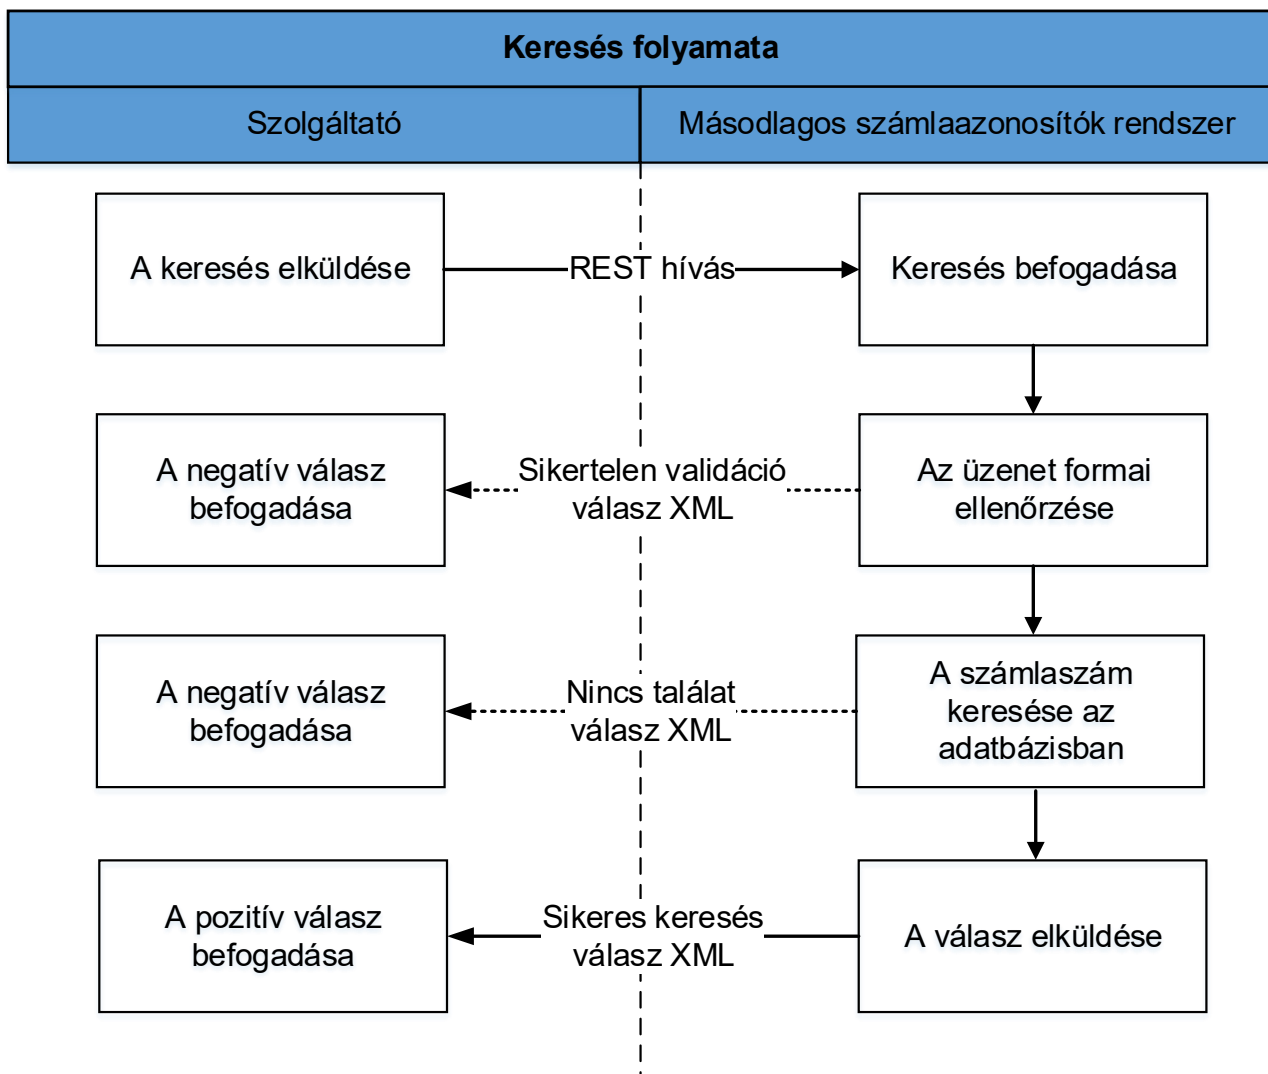 Keresés folyamata
Szolgáltató
Másodlagos számlaazonosítók rendszer
A keresés elküldése
REST hívás
Keresés befogadása
A negatív válasz
befogadása
Sikertelen validáció
válasz XML
Az üzenet formai
ellenőrzése
A negatív válasz
befogadása
Nincs találat
válasz XML
A számlaszám
keresése az
adatbázisban
A pozitív válasz
befogadása
Sikeres keresés
válasz XML
A válasz elküldése